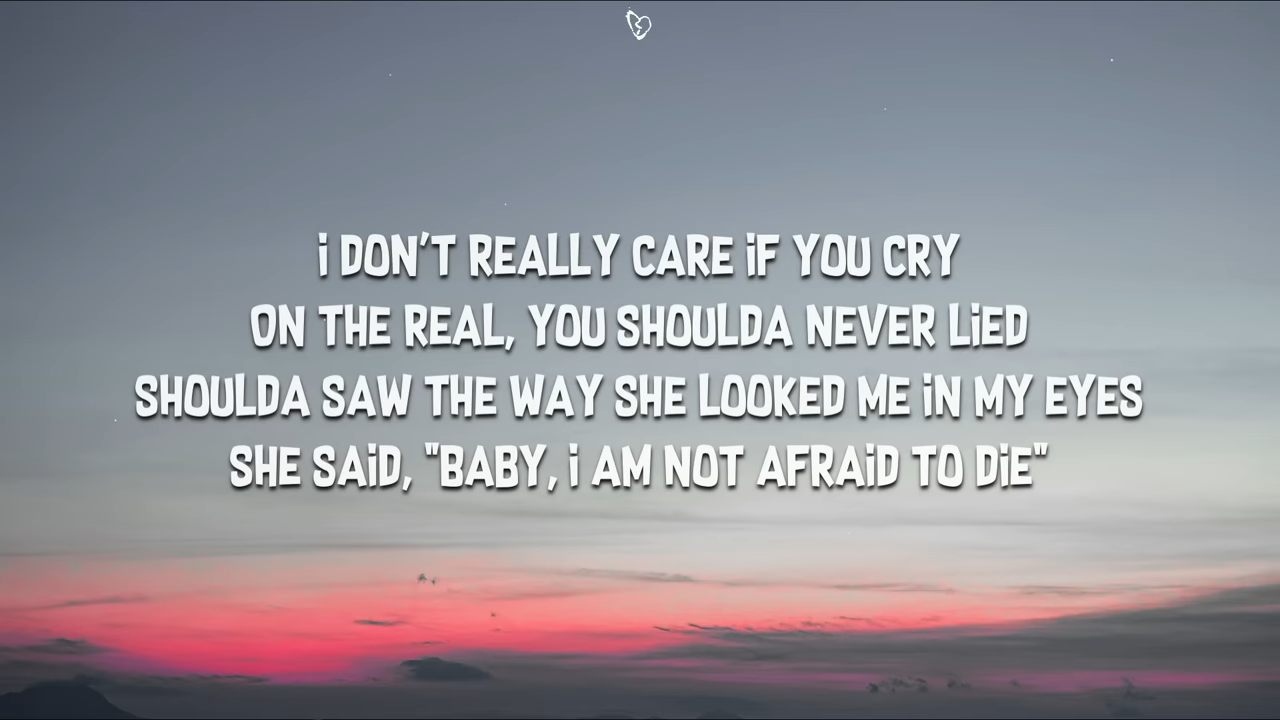 i DON'T REALLY CARE iF YOU CRY
ON THE REAL, YOU SHOULDA NEVER LiED
SHOULDA SAW THE WAY SHE LOOKED ME iN MY EYES
SHE SAiD, "BABY, i AM NOT AFRAiD TO DiE"